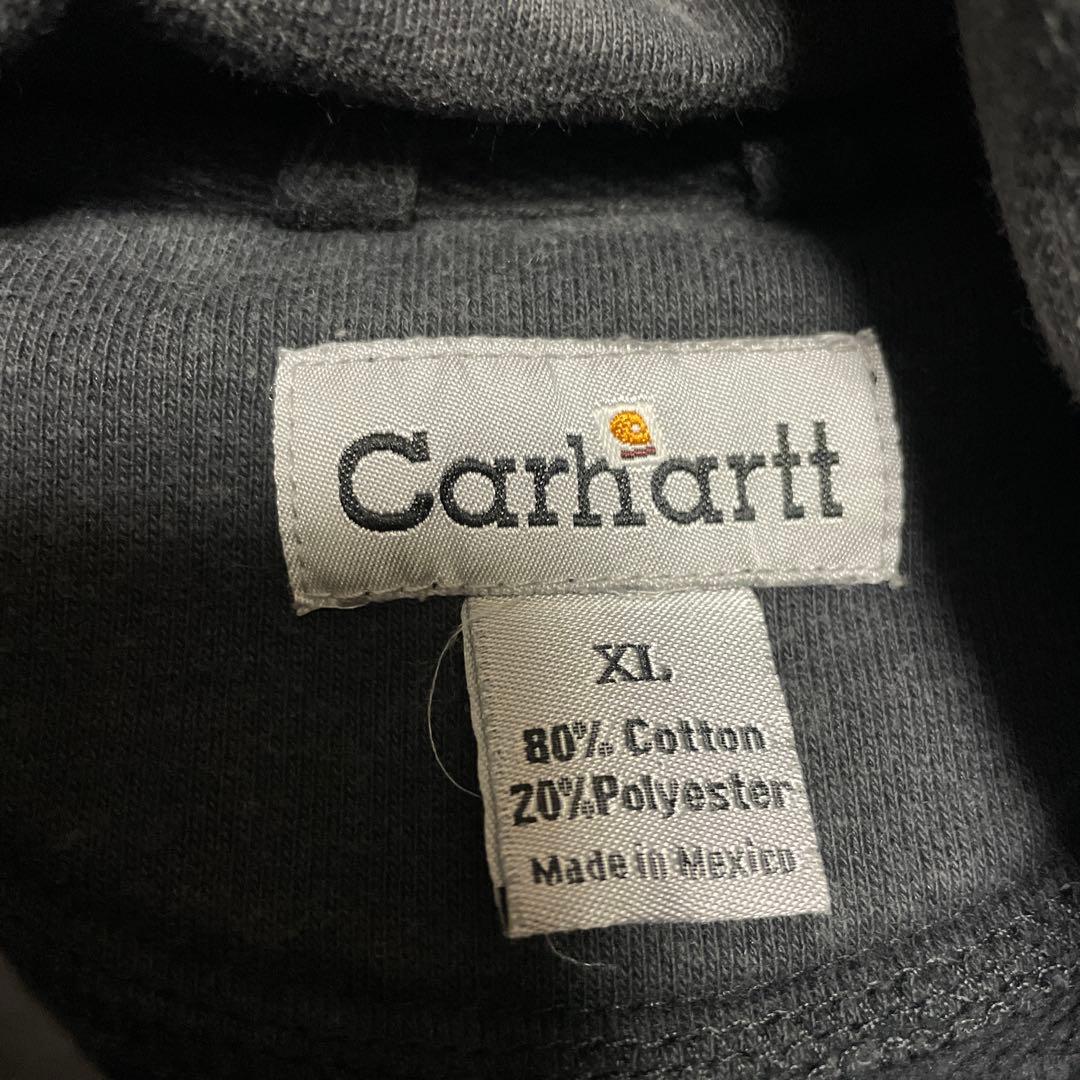 Carhartt
XL
80% Cotton
20% Polyester
Made in Mexico